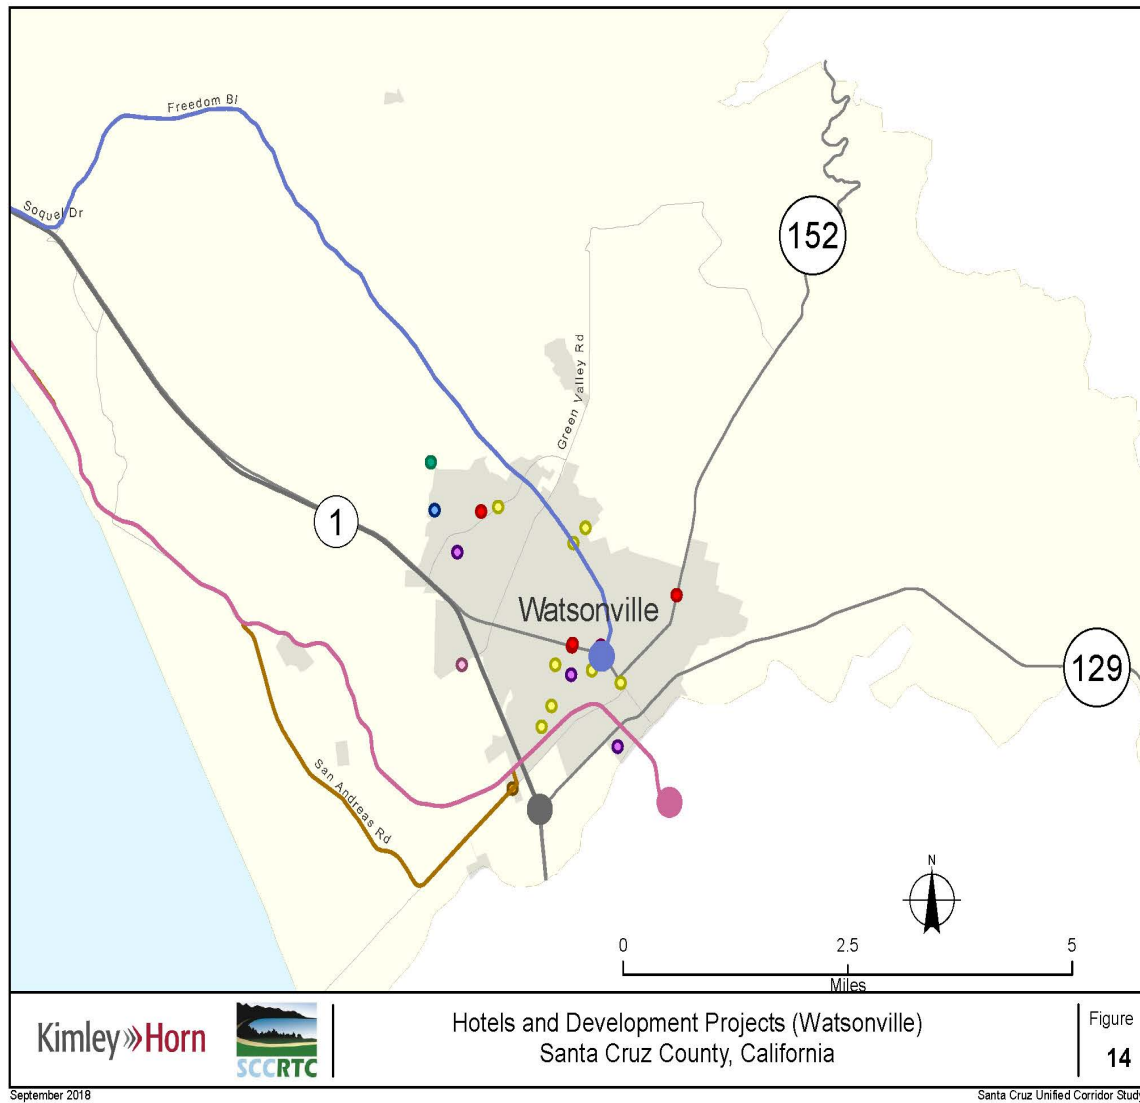 Freedom Bl
Soquel Dr
152
Green Valley Rd
1
Watsonville
129
San Andreas Rd
N
0 2.5 5
Miles
Kimley»Horn
SCCRTC
Hotels and Development Projects (Watsonville)
Santa Cruz County, California
Figure
14
September 2018
Santa Cruz Unified Corridor Study